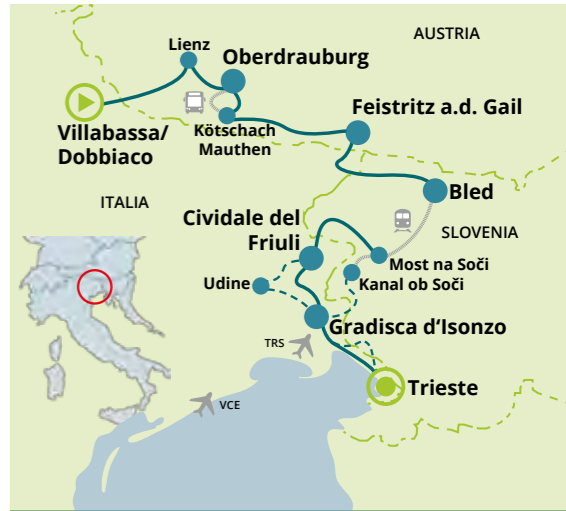 AUSTRIA
Lienz
Oberdrauburg
Feistritz a.d. Gail
Villabassa/
Dobbiaco
Kötschach
Mauthen
ITALIA
Bled
Cividale del
Friuli
SLOVENIA
Most na Soči
Udine
Kanal ob Soči
Gradisca d‘Isonzo
TRS
Trieste
VCE